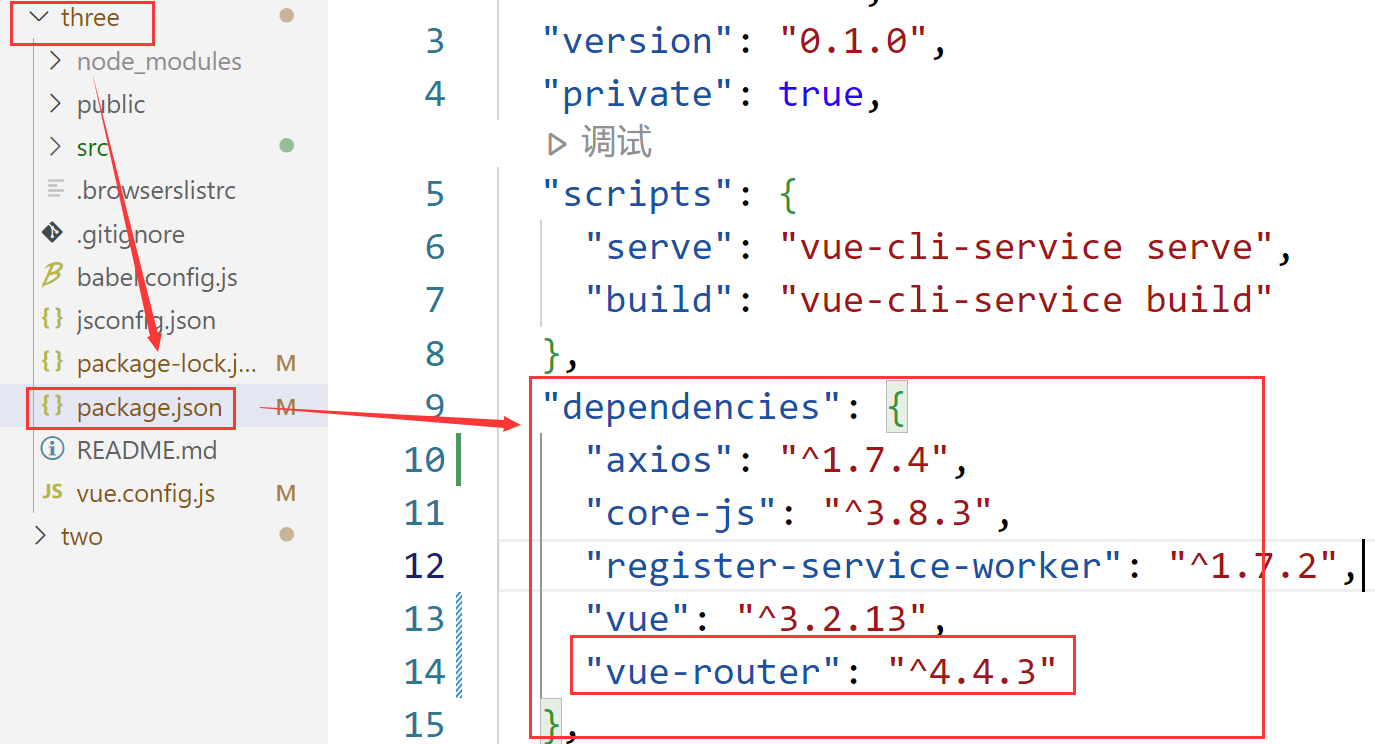 three
node_modules
public
src
.browserslistrc
.gitignore
babel.config.js
jsconfig.json
package-lock.j... M
package.json M
README.md
JS vue.config.js M
two
3 "version": "0.1.0",
4 "private": true,
调试
5 "scripts": {
6 "serve": "vue-cli-service serve",
7 "build": "vue-cli-service build"
8 },
9 "dependencies": {
10 "axios": "^1.7.4",
11 "core-js": "^3.8.3",
12 "register-service-worker": "^1.7.2",
13 "vue": "^3.2.13",
14 "vue-router": "^4.4.3"
15 },